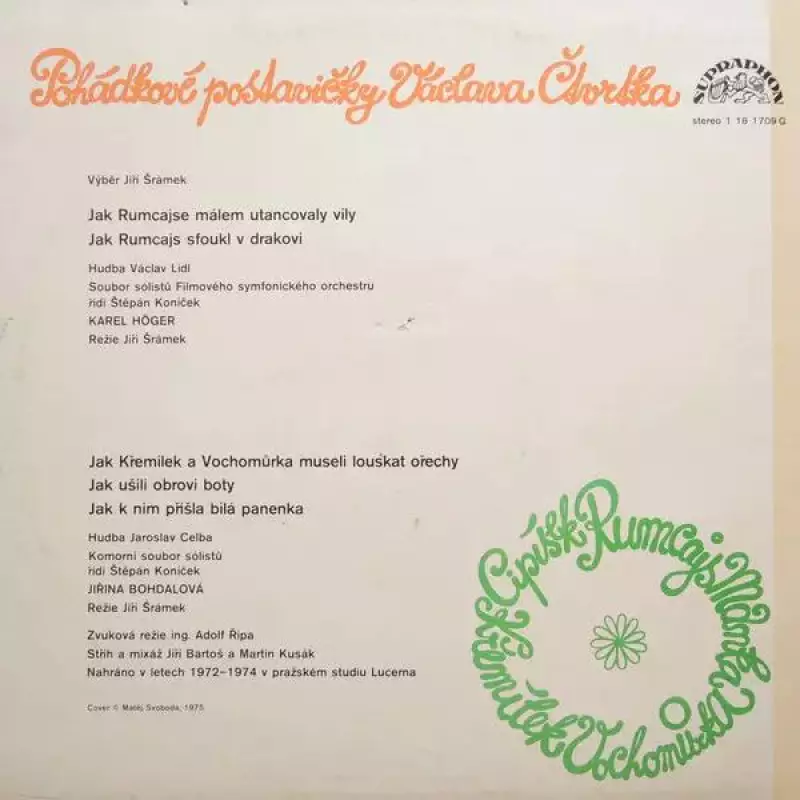 Pohádkové postavičky Václava Čtvrtka
SUPRAPHON
stereo 1 18 1709 G
Výběr Jiří Šrámek
Jak Rumcajse málem utancovaly víly
Jak Rumcajs sfoukl v drakovi
Hudba Václav Lídl
Soubor sólistů Filmového symfonického orchestru
řídí Štěpán Koníček
KAREL HÖGER
Režie Jiří Šrámek
Jak Křemílek a Vochomůrka museli louskat ořechy
Jak ušili obrovi boty
Jak k nim přišla bílá panenka
Hudba Jaroslav Celba
Komorní soubor sólistů
řídí Štěpán Koníček
JIŘINA BOHDALOVÁ
Režie Jiří Šrámek
Zvuková režie ing. Adolf Řípa
Střih a mixáž Jiří Bartoš a Martin Kusák
Nahráno v letech 1972–1974 v pražském studiu Lucerna
Cover © Matěj Svoboda, 1975
Cipísek Rumcajs Manka Vochomůrka Křemílek